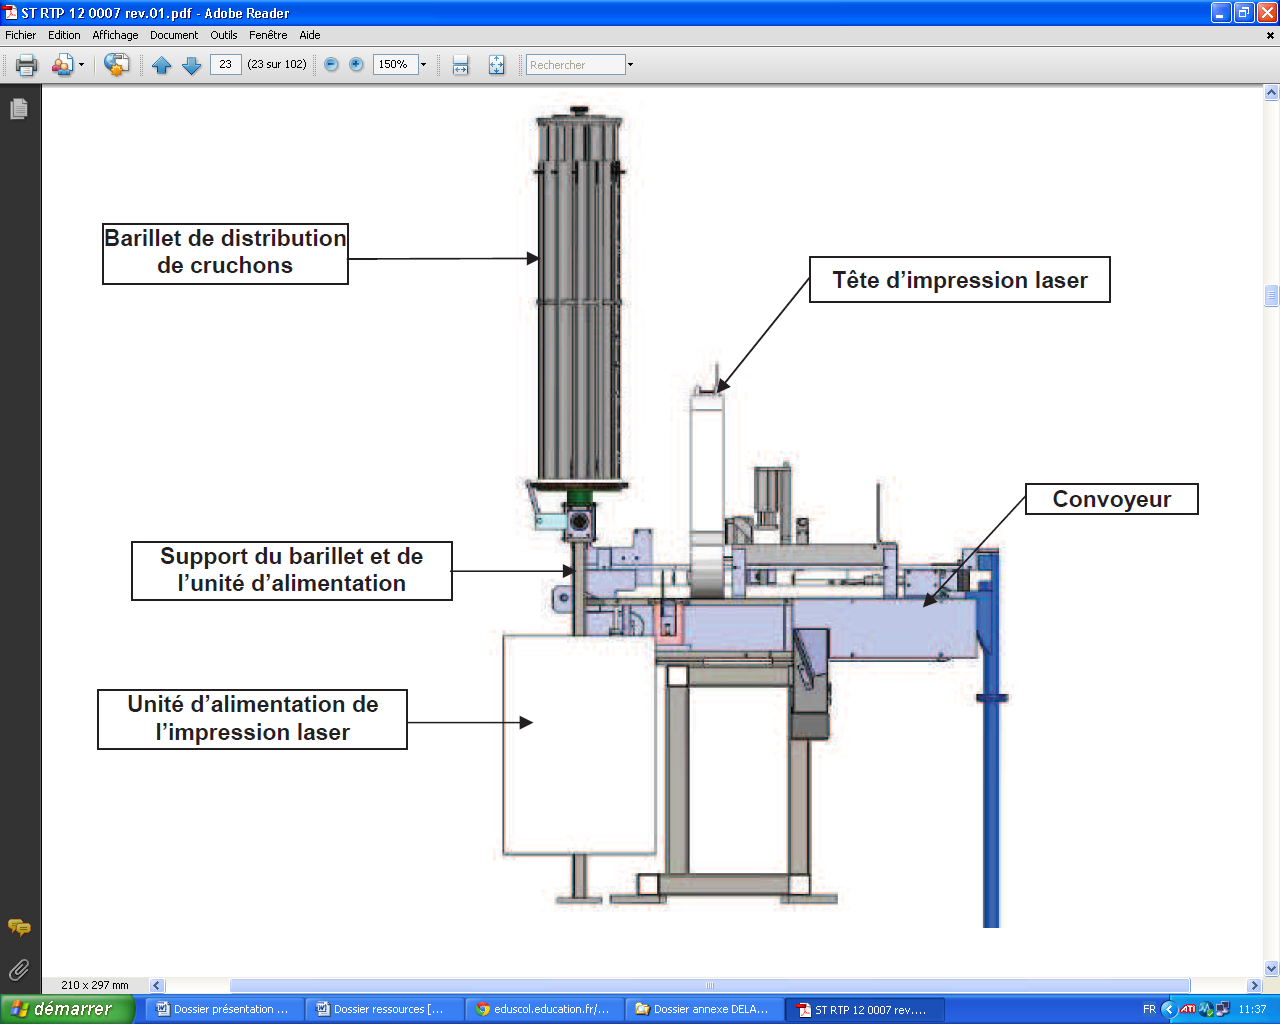 ST RTP 12 0007 rev.01.pdf - Adobe Reader
Fichier Edition Affichage Document Outils Fenêtre Aide
23 (23 sur 102) 150% Rechercher
Barillet de distribution
de cruchons
Tête d'impression laser
Convoyeur
Support du barillet et de
l'unité d'alimentation
Unité d'alimentation de
l'impression laser
210 x 297 mm
démarrer Dossier présentation ... Dossier ressources [... eduscol.education.fr/... Dossier annexe DELA... ST RTP 12 0007 rev.... FR ATI 11:37